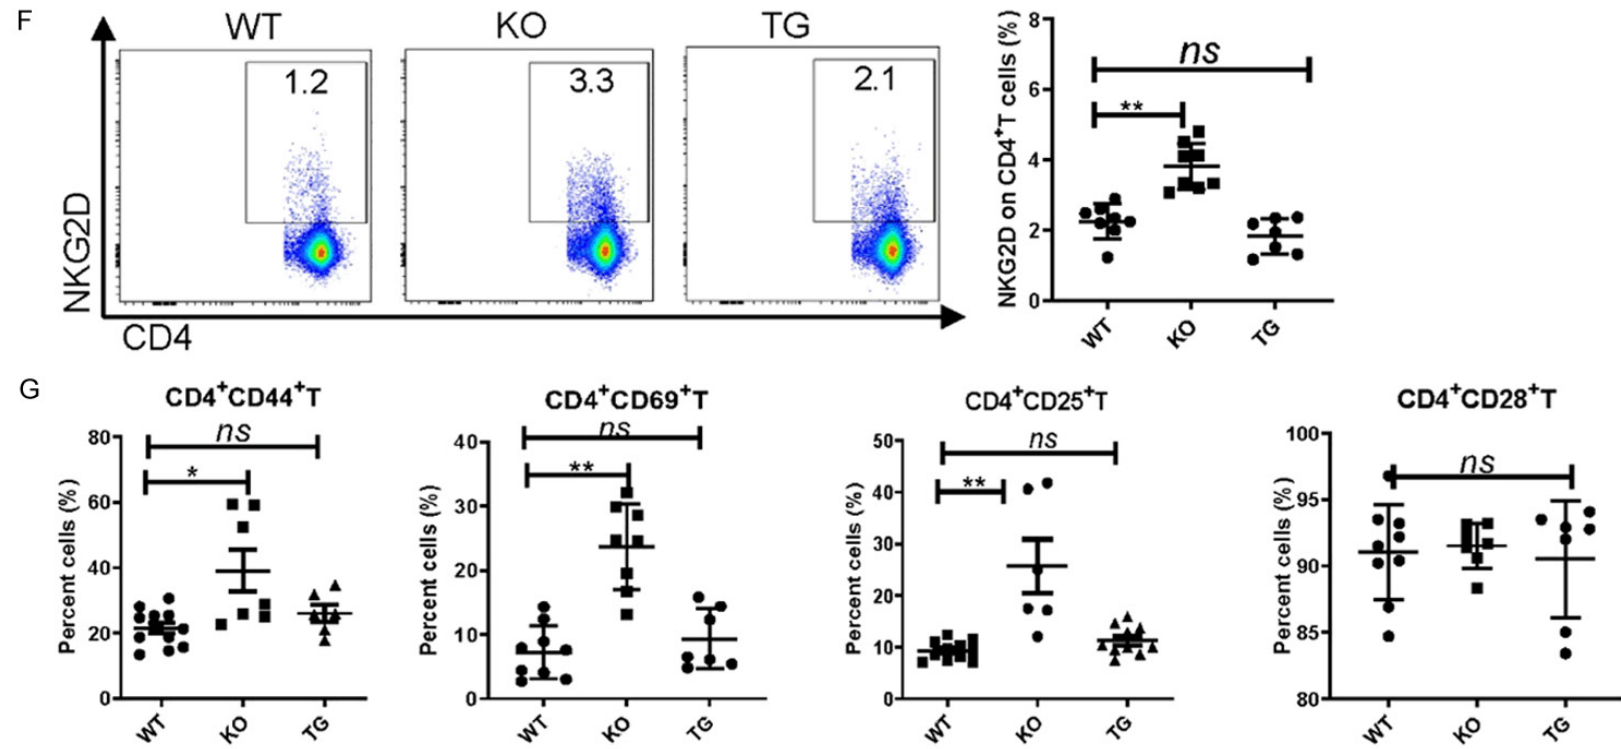 F
WT KO TG
1.2 3.3 2.1
NKG2D
CD4
NKG2D on CD4⁺T cells (%)
8
6
4
2
0
ns
**
WT KO TG
G
CD4⁺CD44⁺T
Percent cells (%)
80
60
40
20
0
ns
*
WT KO TG
CD4⁺CD69⁺T
Percent cells (%)
40
30
20
10
0
ns
**
WT KO TG
CD4⁺CD25⁺T
Percent cells (%)
50
40
30
20
10
0
ns
**
WT KO TG
CD4⁺CD28⁺T
Percent cells (%)
100
95
90
85
80
ns
WT KO TG